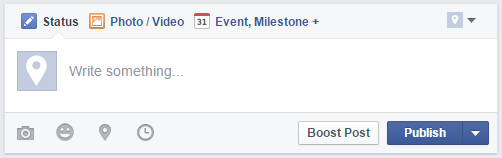 Status Photo / Video 31 Event, Milestone +
Write something...
Boost Post Publish